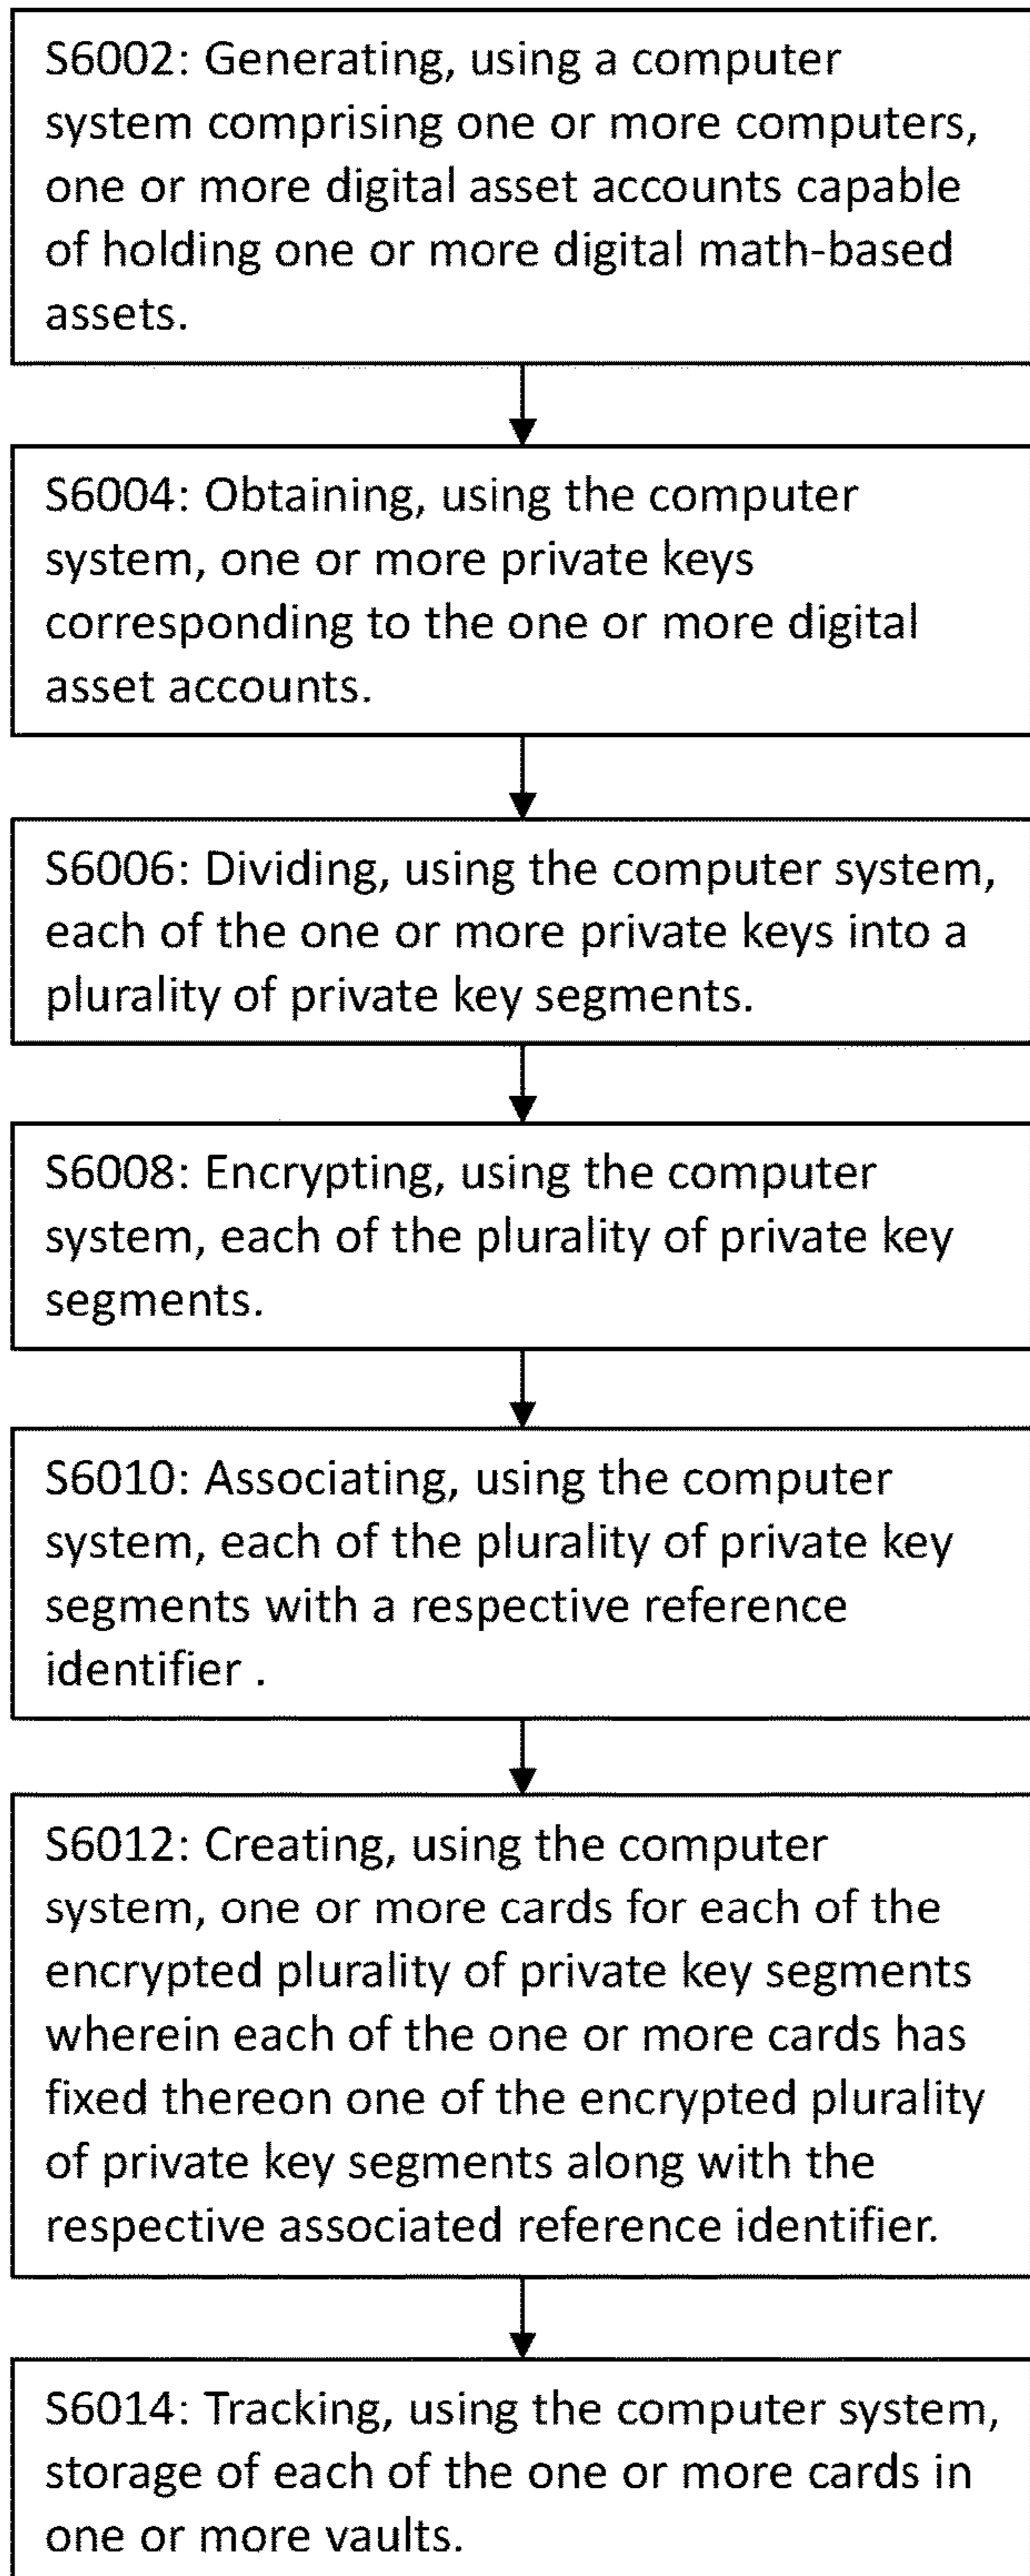 S6002: Generating, using a computer
system comprising one or more computers,
one or more digital asset accounts capable
of holding one or more digital math-based
assets.
S6004: Obtaining, using the computer
system, one or more private keys
corresponding to the one or more digital
asset accounts.
S6006: Dividing, using the computer system,
each of the one or more private keys into a
plurality of private key segments.
S6008: Encrypting, using the computer
system, each of the plurality of private key
segments.
S6010: Associating, using the computer
system, each of the plurality of private key
segments with a respective reference
identifier .
S6012: Creating, using the computer
system, one or more cards for each of the
encrypted plurality of private key segments
wherein each of the one or more cards has
fixed thereon one of the encrypted plurality
of private key segments along with the
respective associated reference identifier.
S6014: Tracking, using the computer system,
storage of each of the one or more cards in
one or more vaults.